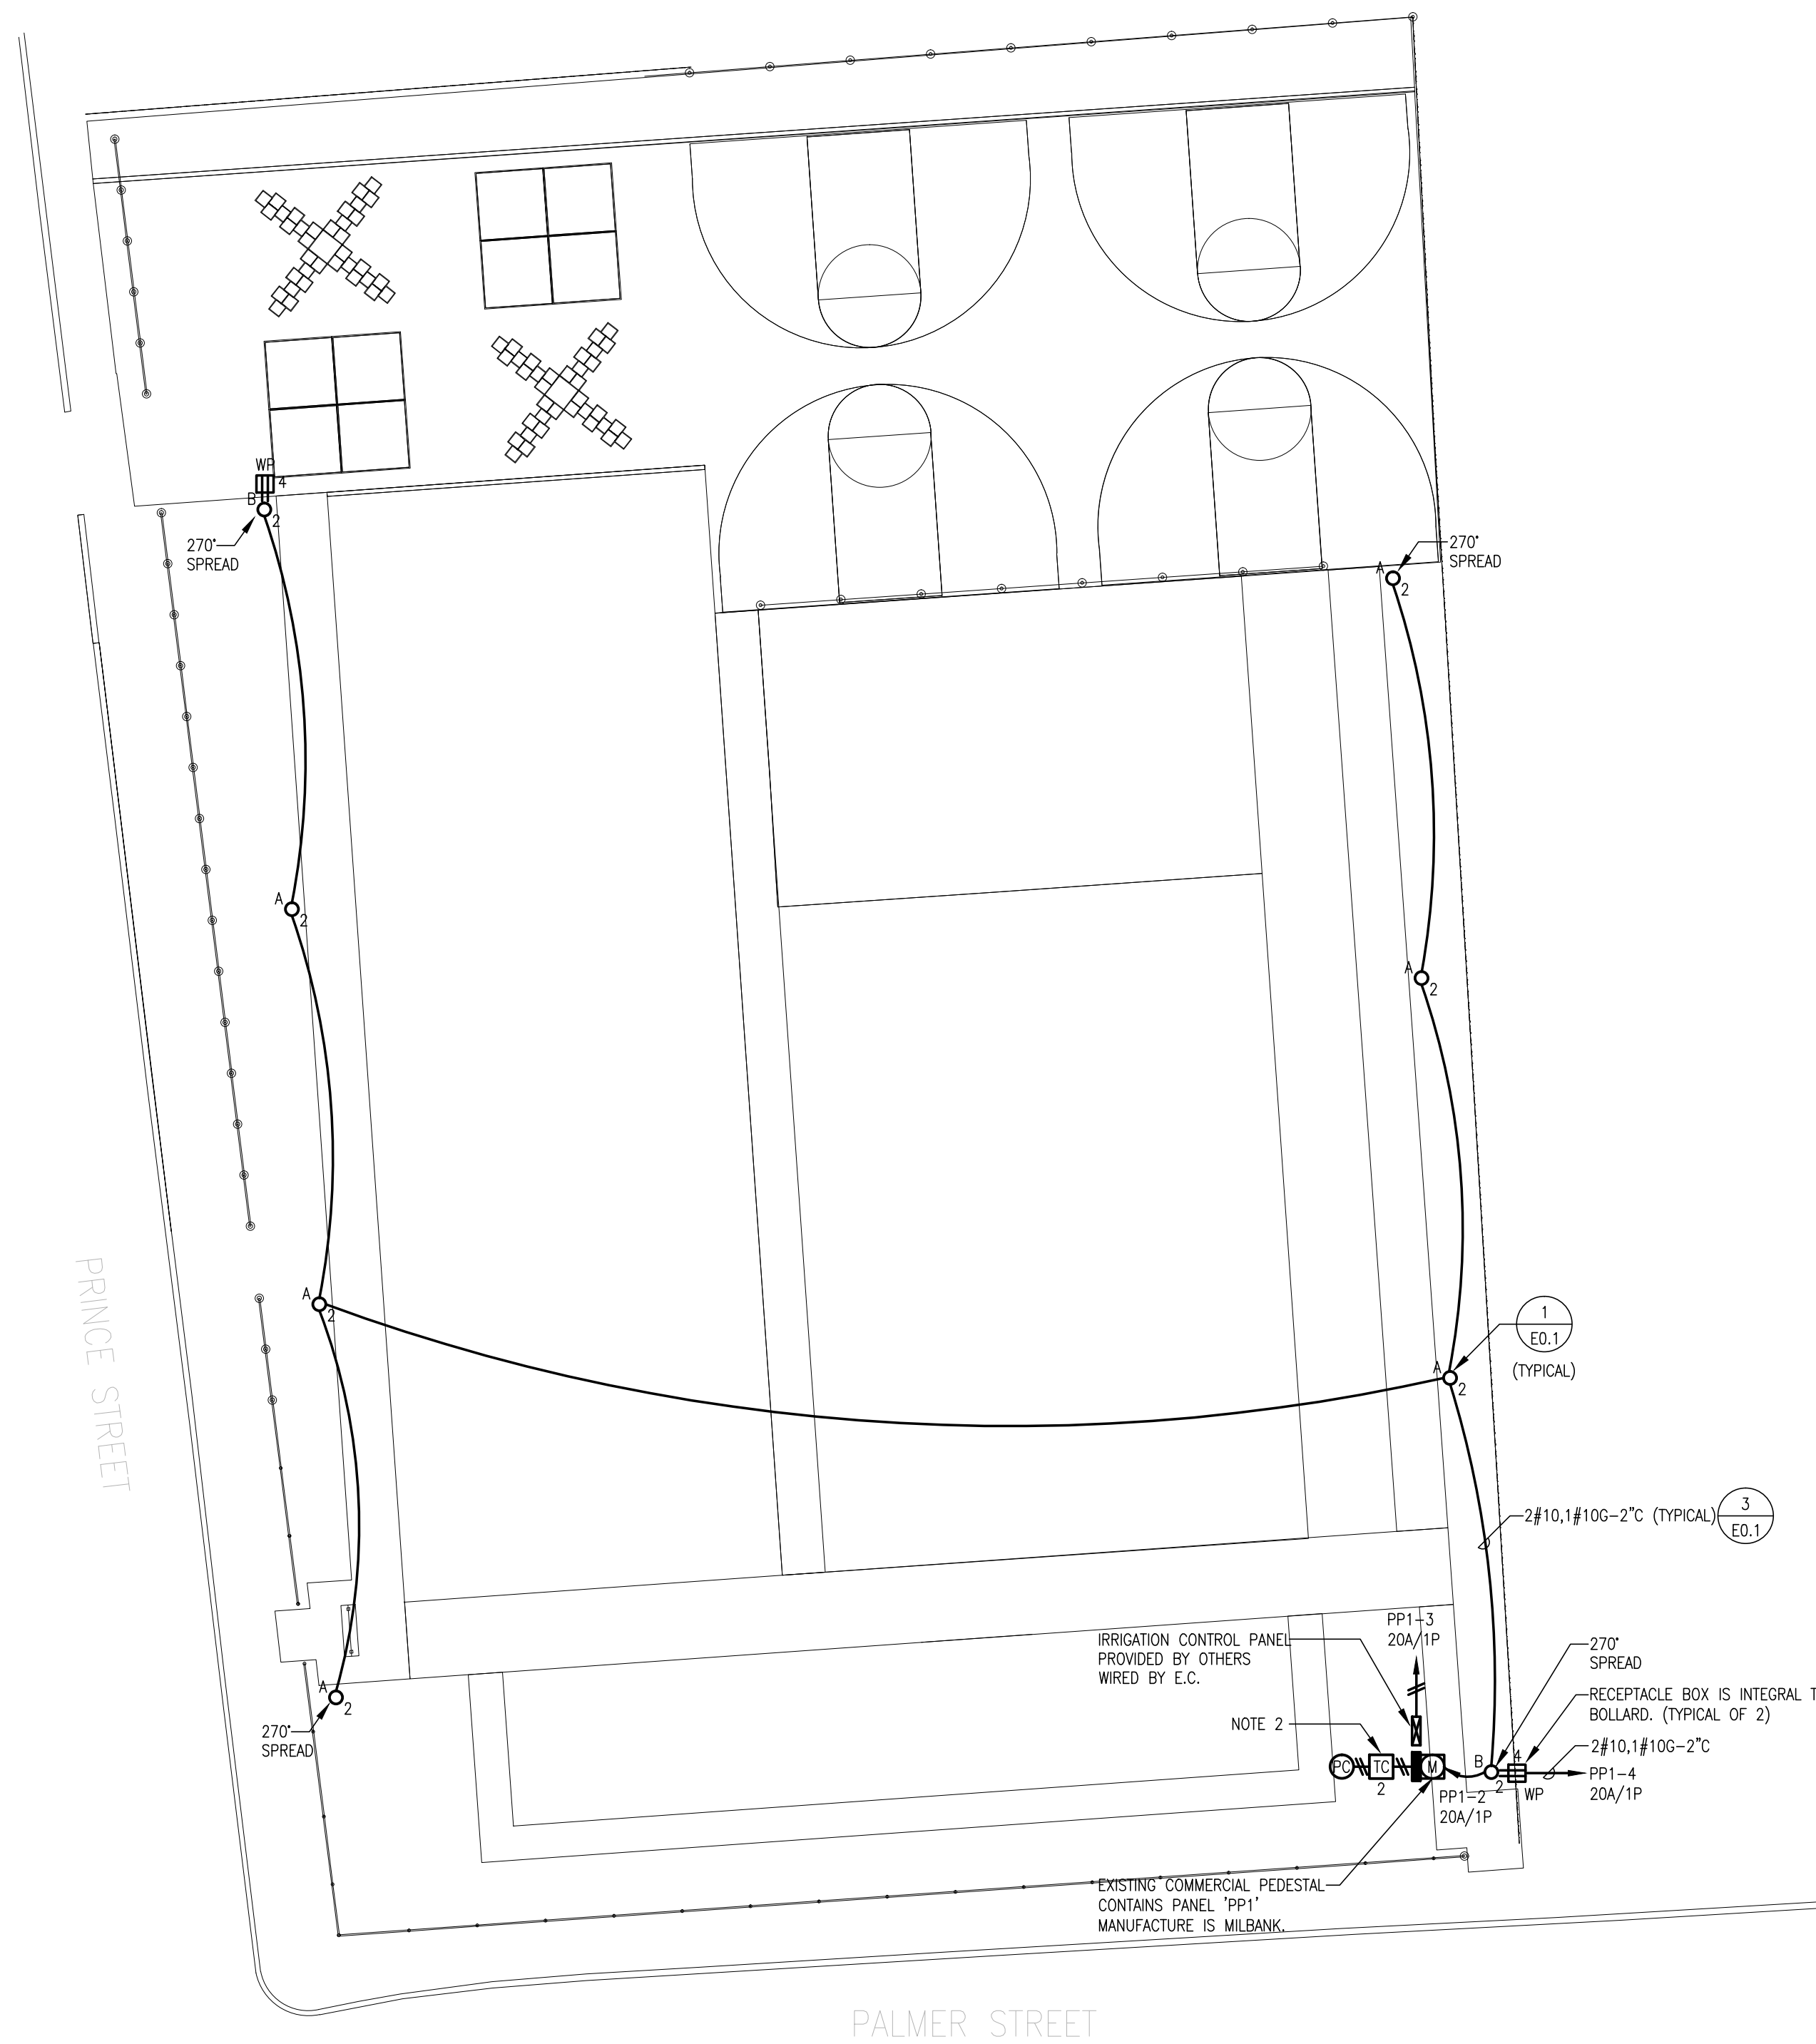 WP
4
B
2
270°
SPREAD
270°
SPREAD
A
2
A
2
A
2
A
2
1
E0.1
(TYPICAL)
A
2
PRINCE STREET
2#10,1#10G-2"C (TYPICAL)
3
E0.1
PP1-3
20A/1P
IRRIGATION CONTROL PANEL
PROVIDED BY OTHERS
WIRED BY E.C.
270°
SPREAD
RECEPTACLE BOX IS INTEGRAL T
BOLLARD. (TYPICAL OF 2)
A
2
270°
SPREAD
NOTE 2
PC
TC
2
M
B
2
4
WP
2#10,1#10G-2"C
PP1-4
20A/1P
PP1-2
20A/1P
EXISTING COMMERCIAL PEDESTAL
CONTAINS PANEL 'PP1'
MANUFACTURE IS MILBANK.
PALMER STREET